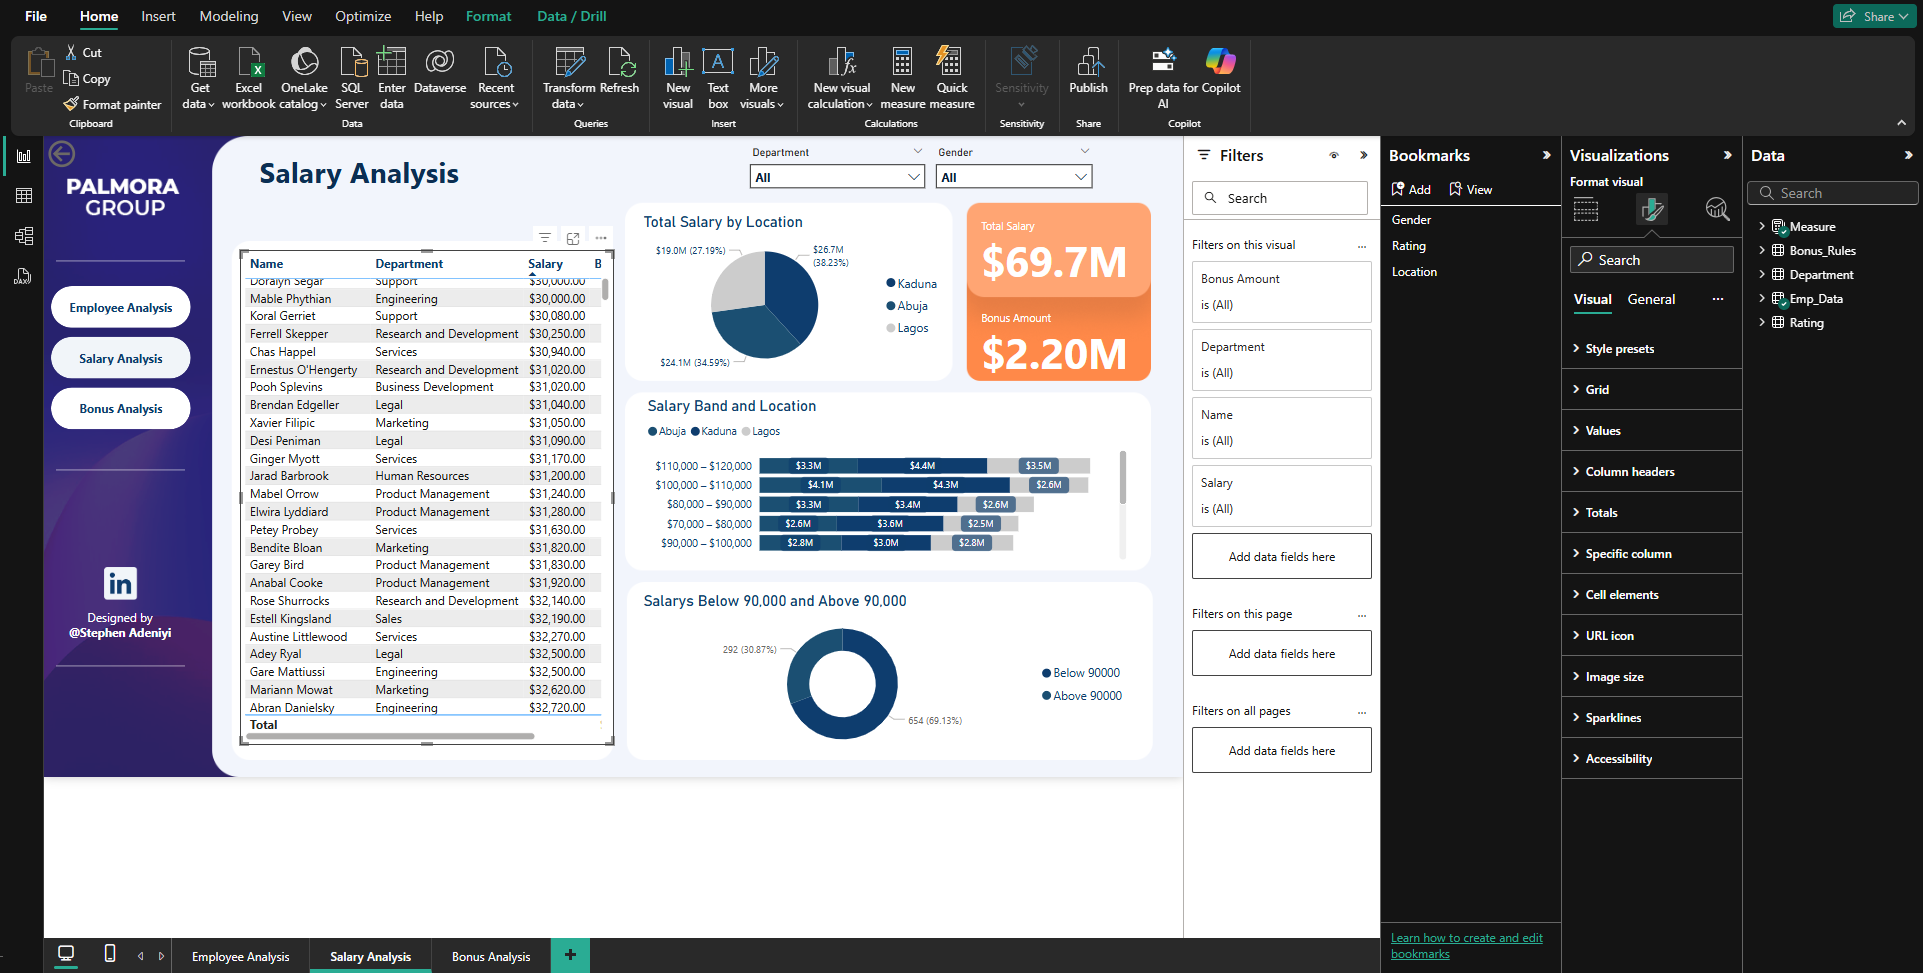 File Home Insert Modeling View Optimize Help Format Data / Drill
Share
Paste
Cut
Copy
Format painter
Clipboard
Get data
Excel workbook
OneLake catalog
SQL Server
Enter data
Dataverse
Recent sources
Data
Transform data
Refresh
Queries
New visual
Text box
More visuals
Insert
New visual calculation
New measure
Quick measure
Calculations
Sensitivity
Sensitivity
Publish
Share
Prep data for AI
Copilot
Copilot
PALMORA
GROUP
Employee Analysis
Salary Analysis
Bonus Analysis
in
Designed by
@Stephen Adeniyi
Salary Analysis
Department
All
Gender
All
Name Department Salary B
Doralyn Segar Support $30,000.00
Mable Phythian Engineering $30,000.00
Koral Gerriet Support $30,080.00
Ferrell Skepper Research and Development $30,250.00
Chas Happel Services $30,940.00
Ernestus O'Hengerty Research and Development $31,020.00
Pooh Splevins Business Development $31,020.00
Brendan Edgeller Legal $31,040.00
Xavier Filipic Marketing $31,050.00
Desi Peniman Legal $31,090.00
Ginger Myott Services $31,170.00
Jarad Barbrook Human Resources $31,200.00
Mabel Orrow Product Management $31,240.00
Elwira Lyddiard Product Management $31,280.00
Petey Probey Services $31,630.00
Bendite Bloan Marketing $31,820.00
Garey Bird Product Management $31,830.00
Anabal Cooke Product Management $31,920.00
Rose Shurrocks Research and Development $32,140.00
Estell Kingsland Sales $32,190.00
Austine Littlewood Services $32,270.00
Adey Ryal Legal $32,500.00
Gare Mattiussi Engineering $32,500.00
Mariann Mowat Marketing $32,620.00
Abran Danielsky Engineering $32,720.00
Total
Total Salary by Location
$19.0M (27.19%)
$26.7M
(38.23%)
$24.1M (34.59%)
Kaduna
Abuja
Lagos
Total Salary
$69.7M
Bonus Amount
$2.20M
Salary Band and Location
Abuja Kaduna Lagos
$110,000 – $120,000 $3.3M $4.4M $3.5M
$100,000 – $110,000 $4.1M $4.3M $2.6M
$80,000 – $90,000 $3.3M $3.4M $2.6M
$70,000 – $80,000 $2.6M $3.6M $2.5M
$90,000 – $100,000 $2.8M $3.0M $2.8M
Salarys Below 90,000 and Above 90,000
292 (30.87%)
654 (69.13%)
Below 90000
Above 90000
Filters
Search
Filters on this visual
Bonus Amount
is (All)
Department
is (All)
Name
is (All)
Salary
is (All)
Add data fields here
Filters on this page
Add data fields here
Filters on all pages
Add data fields here
Bookmarks
Add View
Gender
Rating
Location
Learn how to create and edit
bookmarks
Visualizations
Format visual
Search
Visual General
Style presets
Grid
Values
Column headers
Totals
Specific column
Cell elements
URL icon
Image size
Sparklines
Accessibility
Data
Search
Measure
Bonus_Rules
Department
Emp_Data
Rating
DAX
Employee Analysis Salary Analysis Bonus Analysis +